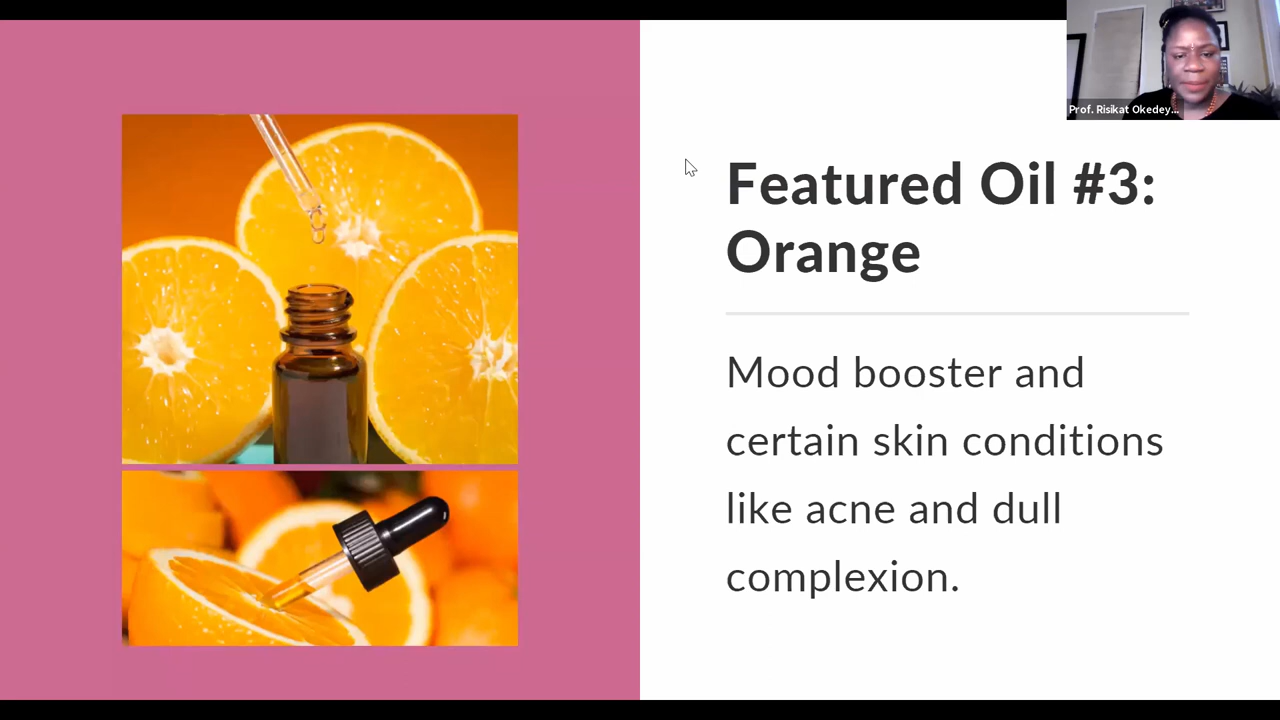 Prof. Risikat Okedey...
Featured Oil #3:
Orange
Mood booster and
certain skin conditions
like acne and dull
complexion.